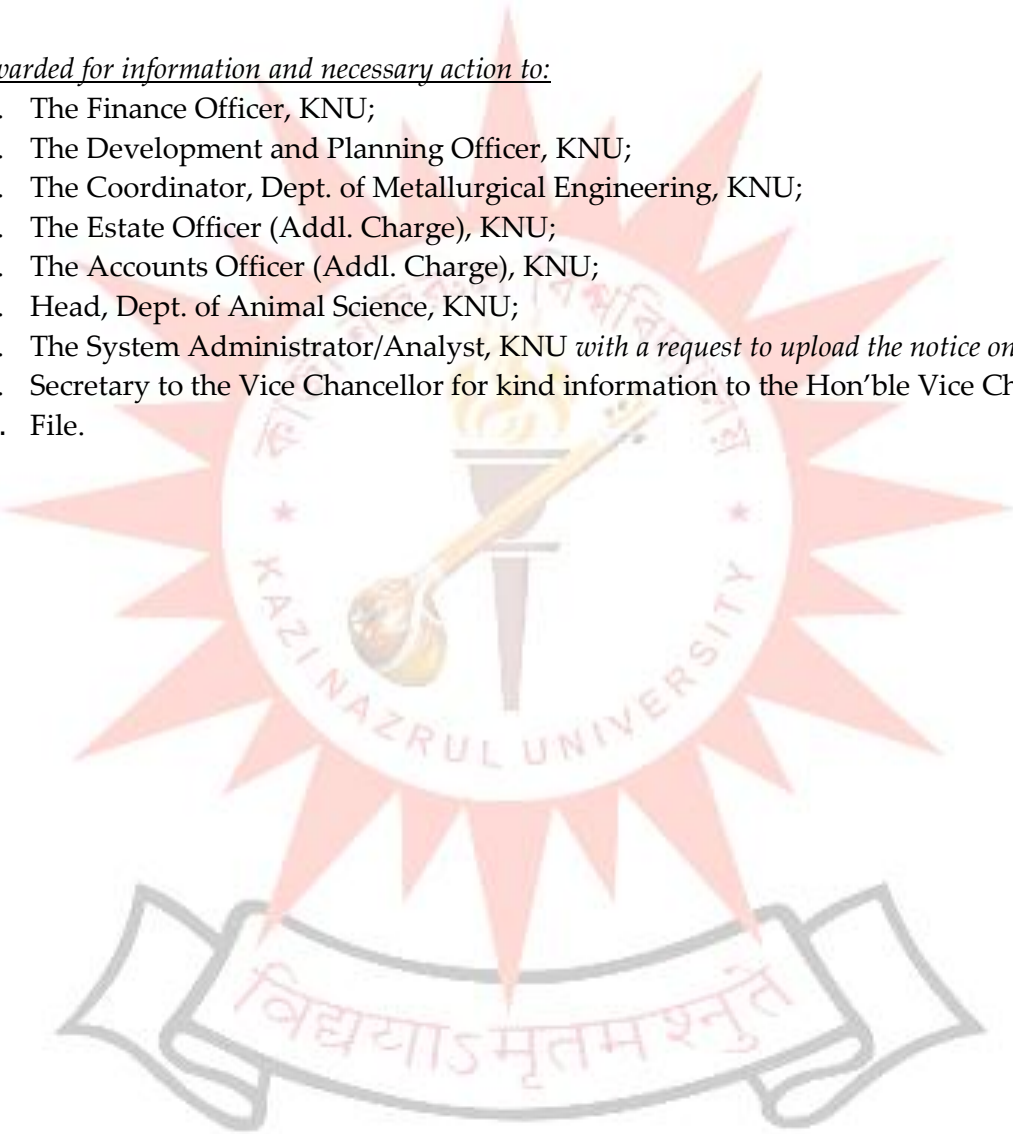 warded for information and necessary action to:
. The Finance Officer, KNU;
. The Development and Planning Officer, KNU;
. The Coordinator, Dept. of Metallurgical Engineering, KNU;
. The Estate Officer (Addl. Charge), KNU;
. The Accounts Officer (Addl. Charge), KNU;
. Head, Dept. of Animal Science, KNU;
. The System Administrator/Analyst, KNU with a request to upload the notice on
. Secretary to the Vice Chancellor for kind information to the Hon’ble Vice Ch
. File.
KAZI NAZRUL UNIVERSITY
विद्ययाऽमृतमश्नुते